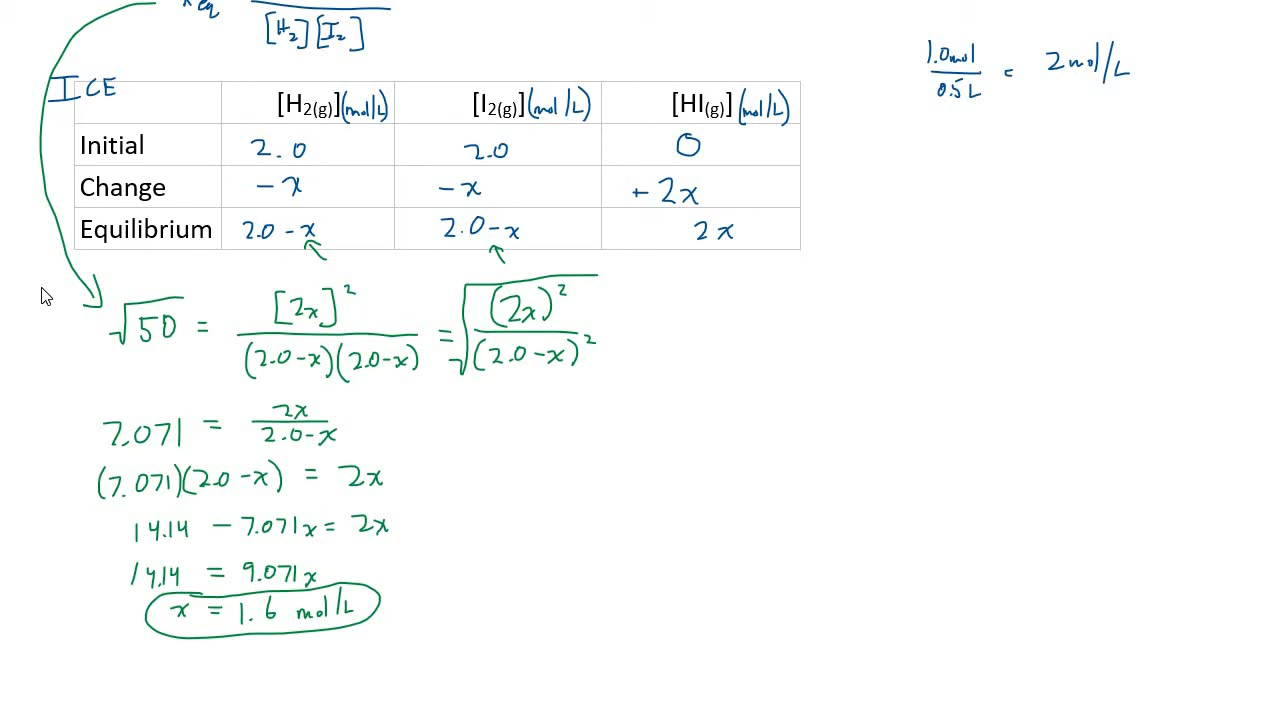 Keq
[H₂][I₂]
1.0mol
0.5L
= 2mol/L
ICE
[H2(g)](mol/L) [I2(g)](mol/L) [HI(g)](mol/L)
Initial 2.0 2.0 0
Change -x -x +2x
Equilibrium 2.0-x 2.0-x 2x
√50 = [2x]² / (2.0-x)(2.0-x) = √(2x)² / (2.0-x)²
7.071 = 2x / 2.0-x
(7.071)(2.0-x) = 2x
14.14 - 7.071x = 2x
14.14 = 9.071x
x = 1.6 mol/L